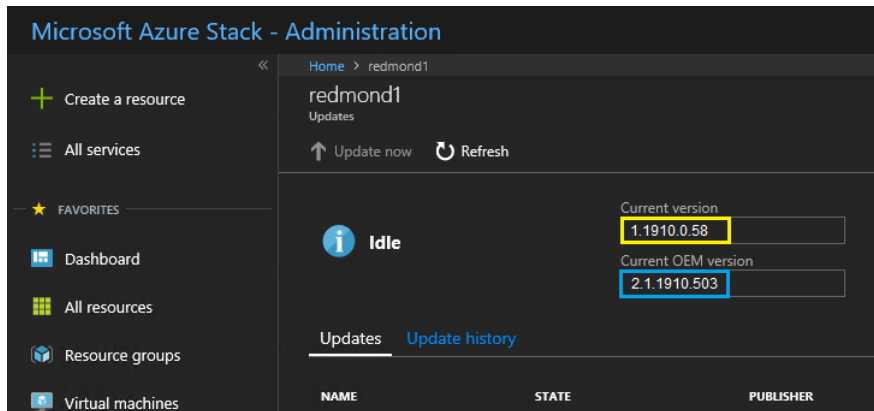 Microsoft Azure Stack - Administration
«
Home > redmond1
Create a resource
redmond1
Updates
All services
Update now Refresh
FAVORITES
Current version
1.1910.0.58
Idle
Dashboard
Current OEM version
2.1.1910.503
All resources
Updates Update history
Resource groups
NAME STATE PUBLISHER
Virtual machines